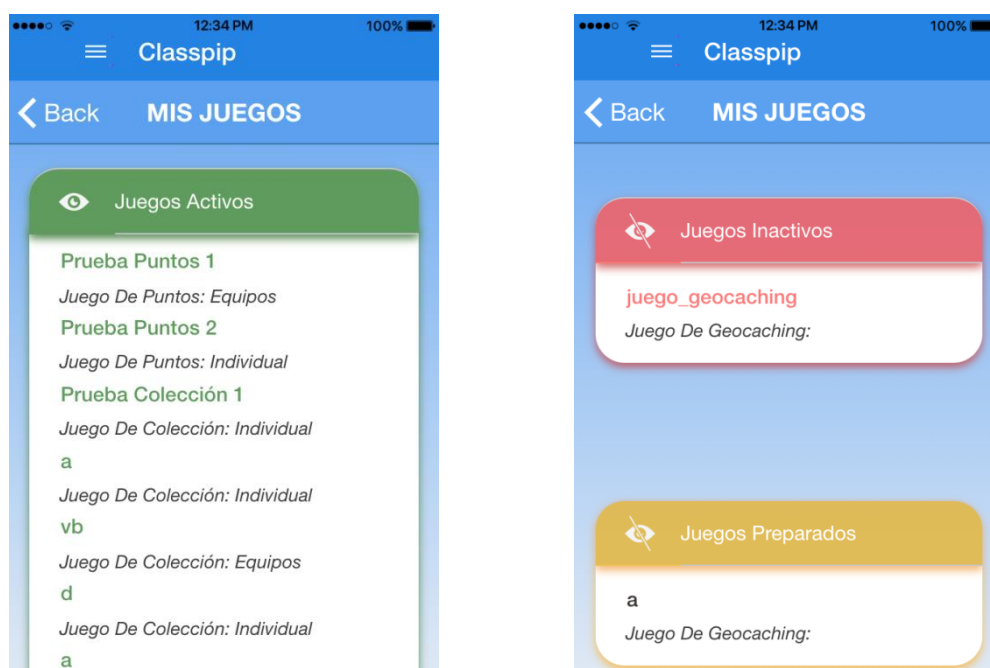 12:34 PM
100%
Classpip
Back
MIS JUEGOS
Juegos Activos
Prueba Puntos 1
Juego De Puntos: Equipos
Prueba Puntos 2
Juego De Puntos: Individual
Prueba Colección 1
Juego De Colección: Individual
a
Juego De Colección: Individual
vb
Juego De Colección: Equipos
d
Juego De Colección: Individual
a
12:34 PM
100%
Classpip
Back
MIS JUEGOS
Juegos Inactivos
juego_geocaching
Juego De Geocaching:
Juegos Preparados
a
Juego De Geocaching: